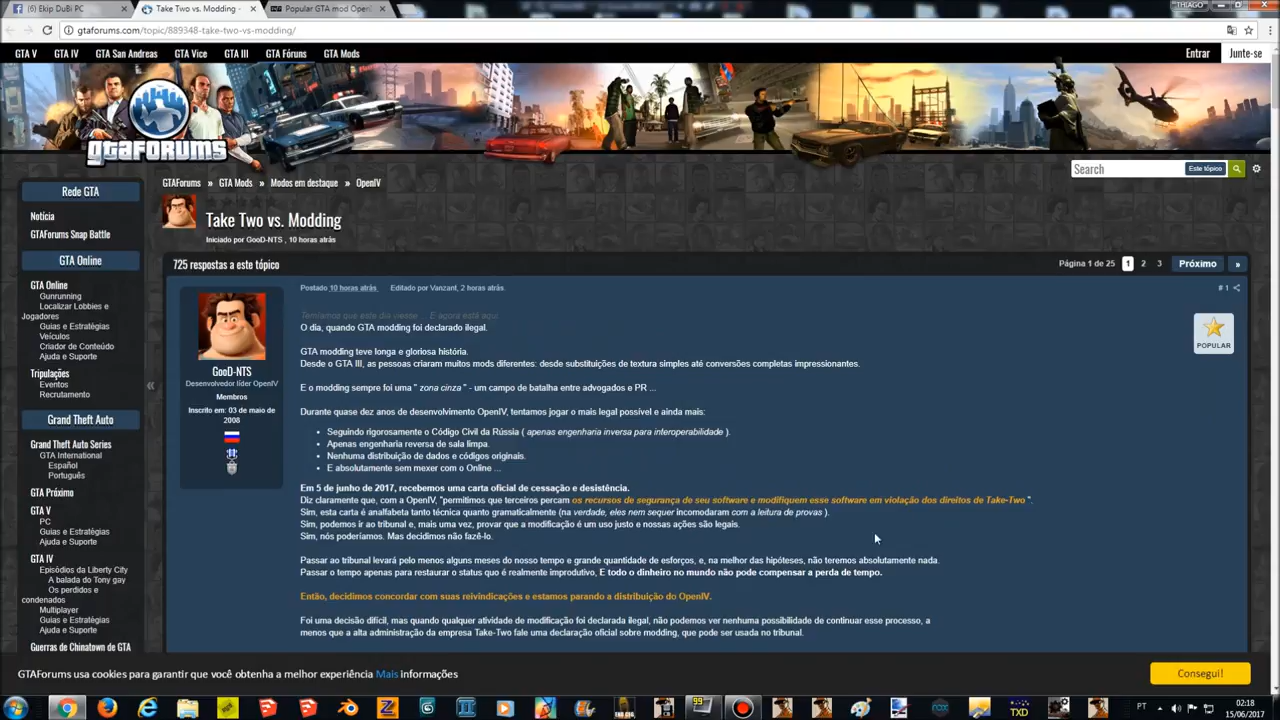 (6) Ekip DuBi PC
Take Two vs. Modding -
Popular GTA mod OpenI
THIAGO
gtaforums.com/topic/889348-take-two-vs-modding/
GTA V GTA IV GTA San Andreas GTA Vice GTA III GTA Fóruns GTA Mods
Entrar Junte-se
gtaFORUMS
Search Este tópico
GTAForums » GTA Mods » Modos em destaque » OpenIV
Take Two vs. Modding
Iniciado por GooD-NTS , 10 horas atrás
725 respostas a este tópico
Página 1 de 25 1 2 3 Próximo »
Rede GTA
Notícia
GTAForums Snap Battle
GTA Online
GTA Online
Gunrunning
Localizar Lobbies e
Jogadores
Guias e Estratégias
Veículos
Criador de Conteúdo
Ajuda e Suporte
Tripulações
Eventos
Recrutamento
Grand Theft Auto
Grand Theft Auto Series
GTA International
Español
Português
GTA Próximo
GTA V
PC
Guias e Estratégias
Ajuda e Suporte
GTA IV
Episódios da Liberty City
A balada do Tony gay
Os perdidos e
condenados
Multiplayer
Guias e Estratégias
Ajuda e Suporte
Guerras de Chinatown de GTA
«
GooD-NTS
Desenvolvedor líder OpenIV
Membros
Inscrito em: 03 de maio de
2008
Postado 10 horas atrás Editado por Vanzant, 2 horas atrás.
# 1
POPULAR
Temíamos que este dia viesse ... E agora está aqui.
O dia, quando GTA modding foi declarado ilegal.
GTA modding teve longa e gloriosa história.
Desde o GTA III, as pessoas criaram muitos mods diferentes: desde substituições de textura simples até conversões completas impressionantes.
E o modding sempre foi uma " zona cinza " - um campo de batalha entre advogados e PR ...
Durante quase dez anos de desenvolvimento OpenIV, tentamos jogar o mais legal possível e ainda mais:
• Seguindo rigorosamente o Código Civil da Rússia ( apenas engenharia inversa para interoperabilidade ).
• Apenas engenharia reversa de sala limpa.
• Nenhuma distribuição de dados e códigos originais.
• E absolutamente sem mexer com o Online ...
Em 5 de junho de 2017, recebemos uma carta oficial de cessação e desistência.
Diz claramente que, com a OpenIV, "permitimos que terceiros percam os recursos de segurança de seu software e modifiquem esse software em violação dos direitos de Take-Two ".
Sim, esta carta é analfabeta tanto técnica quanto gramaticalmente (na verdade, eles nem sequer incomodaram com a leitura de provas ).
Sim, podemos ir ao tribunal e, mais uma vez, provar que a modificação é um uso justo e nossas ações são legais.
Sim, nós poderíamos. Mas decidimos não fazê-lo.
Passar ao tribunal levará pelo menos alguns meses do nosso tempo e grande quantidade de esforços, e, na melhor das hipóteses, não teremos absolutamente nada.
Passar o tempo apenas para restaurar o status que é realmente improdutivo, E todo o dinheiro no mundo não pode compensar a perda de tempo.
Então, decidimos concordar com suas reivindicações e estamos parando a distribuição do OpenIV.
Foi uma decisão difícil, mas quando qualquer atividade de modificação foi declarada ilegal, não podemos ver nenhuma possibilidade de continuar esse processo, a
menos que a alta administração da empresa Take-Two fale uma declaração oficial sobre modding, que pode ser usada no tribunal.
GTAForums usa cookies para garantir que você obtenha a melhor experiência Mais informações
Consegui!
99
TXD
PT
02:18
15/06/2017